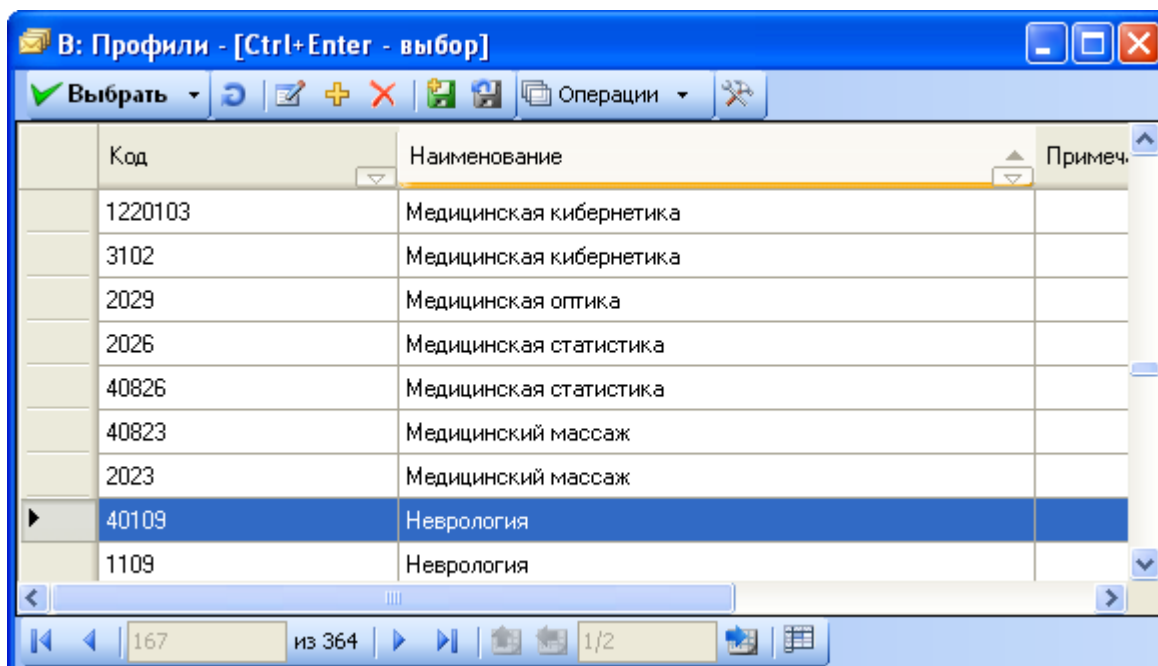 В: Профили - [Ctrl+Enter - выбор]
Выбрать Операции
Код Наименование Примеча
1220103 Медицинская кибернетика
3102 Медицинская кибернетика
2029 Медицинская оптика
2026 Медицинская статистика
40826 Медицинская статистика
40823 Медицинский массаж
2023 Медицинский массаж
40109 Неврология
1109 Неврология
167 из 364 1/2